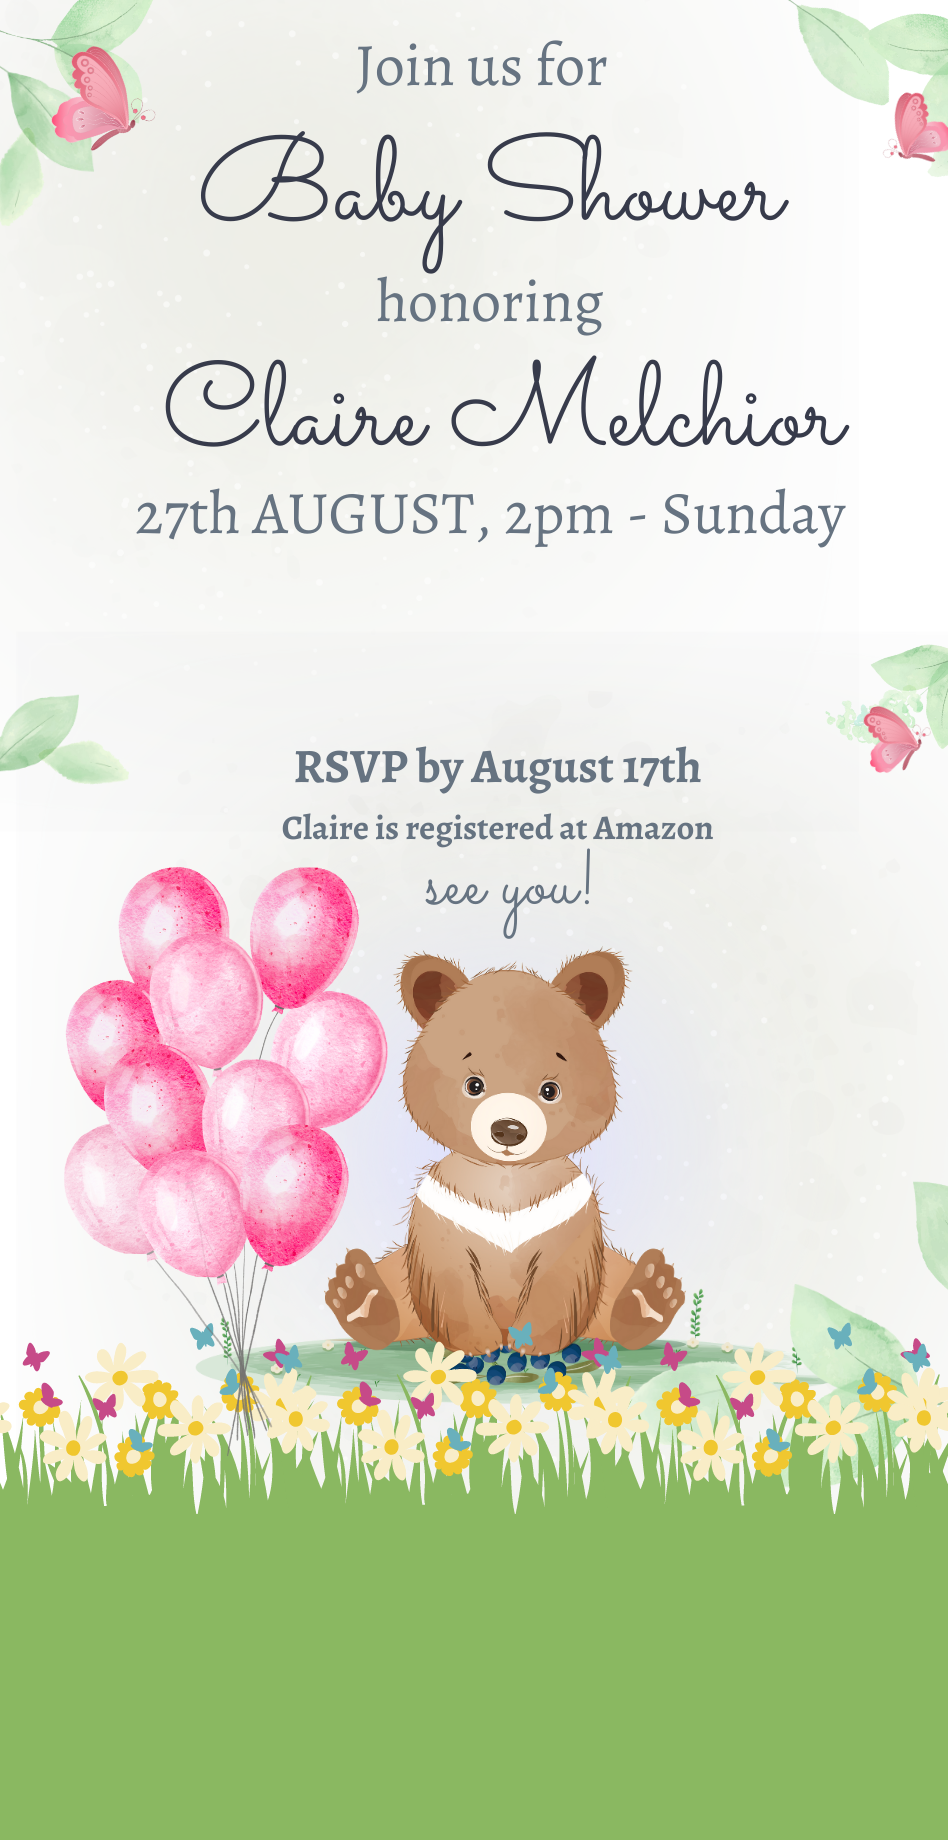 Join us for
Baby Shower
honoring
Claire Melchior
27th AUGUST, 2pm - Sunday
RSVP by August 17th
Claire is registered at Amazon
see you!